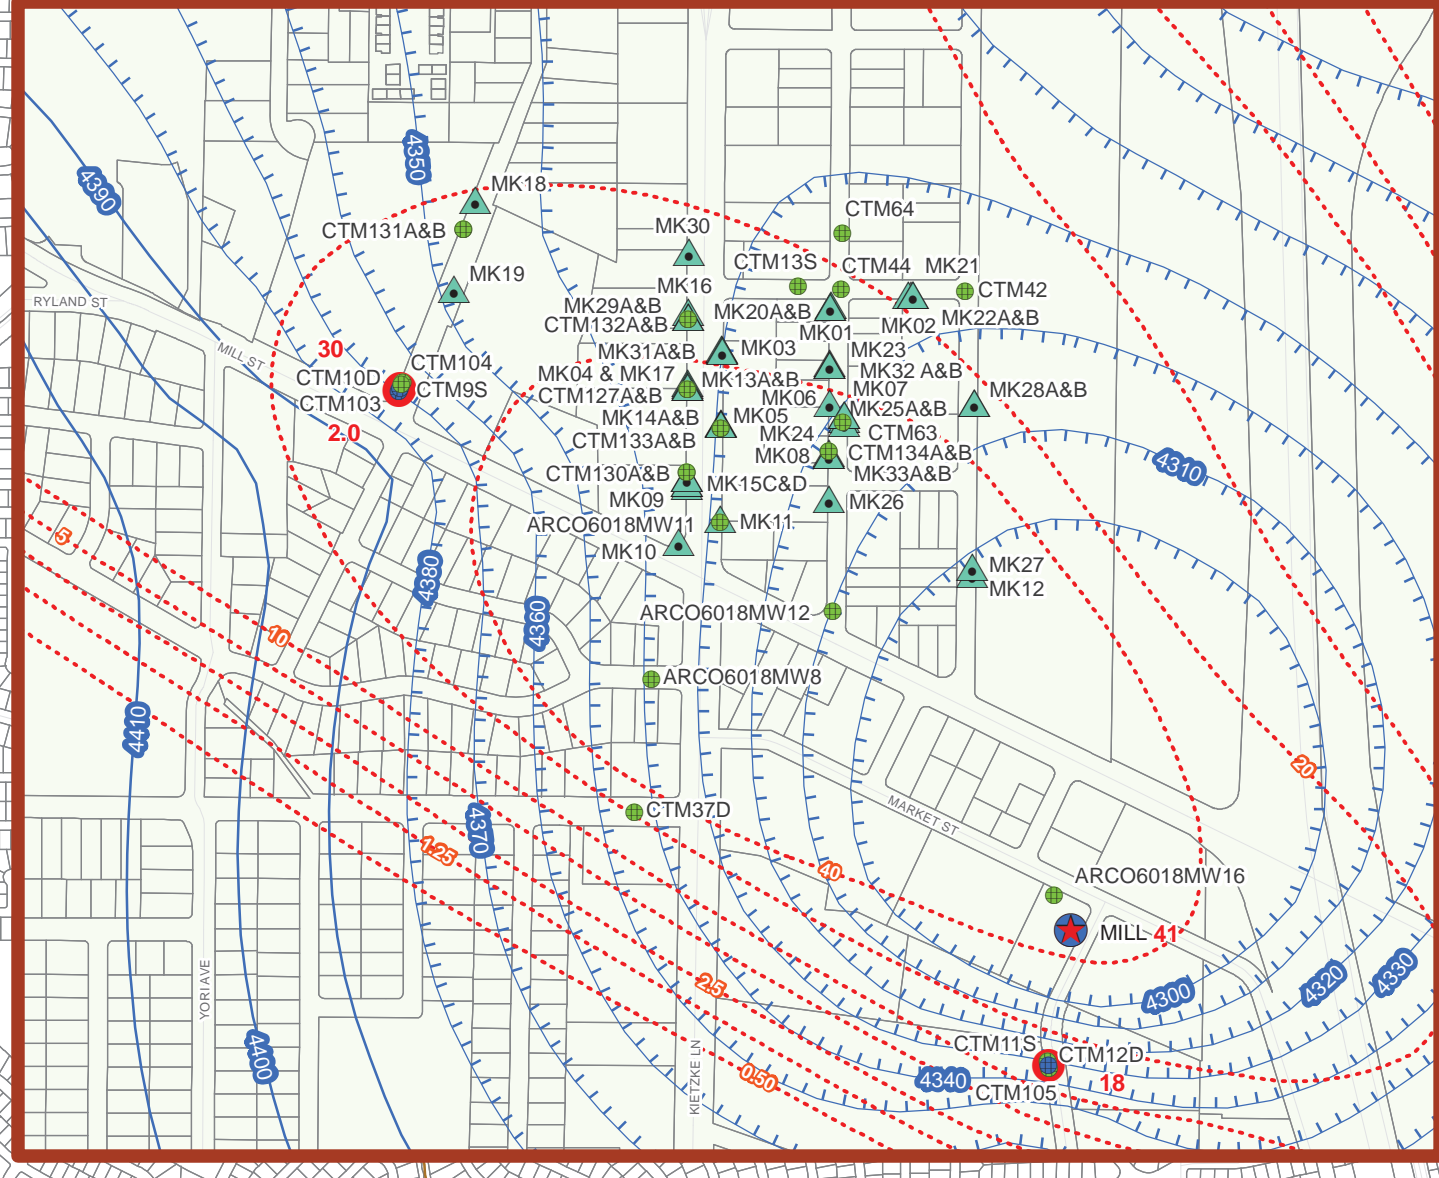 4350
4390
MK18
CTM64
CTM131A&B
MK30
CTM13S
CTM44
MK21
MK19
MK16
CTM42
RYLAND ST
MK29A&B
MK20A&B
MK22A&B
CTM132A&B
MK01
MK02
MILL ST
30
MK31A&B
MK03
MK23
CTM104
MK32 A&B
CTM10D
MK04 & MK17
MK13A&B
CTM9S
MK07
MK28A&B
CTM127A&B
MK06
CTM103
MK25A&B
MK14A&B
MK05
2.0
MK24
CTM63
CTM133A&B
CTM134A&B
MK08
4310
CTM130A&B
MK33A&B
MK15C&D
MK09
MK26
ARCO6018MW11
MK11
5
MK10
MK27
4380
MK12
ARCO6018MW12
4360
10
ARCO6018MW8
4410
20
CTM37D
MARKET ST
4370
1.25
40
ARCO6018MW16
MILL
41
4330
4320
YORI AVE
2.5
4300
CTM11S
CTM12D
4400
KIETZKE LN
0.50
4340
18
CTM105